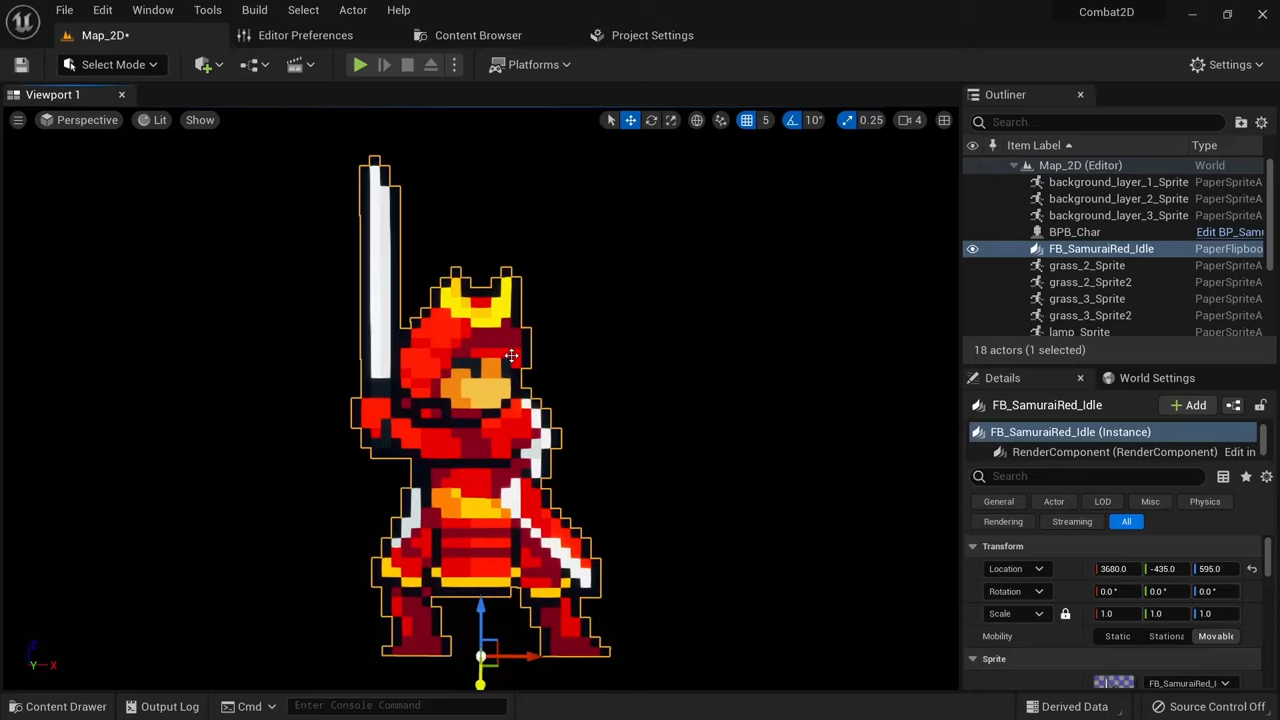 File Edit Window Tools Build Select Actor Help
Combat2D
Map_2D•
Editor Preferences
Content Browser
Project Settings
Select Mode
Platforms
Settings
Viewport 1
Outliner
Perspective
Lit
Show
5
10°
0.25
4
Search...
Item Label
Type
Map_2D (Editor)
World
background_layer_1_Sprite
PaperSpriteA
background_layer_2_Sprite
PaperSpriteA
background_layer_3_Sprite
PaperSpriteA
BPB_Char
Edit BP_Samu
FB_SamuraiRed_Idle
PaperFlipboo
grass_2_Sprite
PaperSpriteA
grass_2_Sprite2
PaperSpriteA
grass_3_Sprite
PaperSpriteA
grass_3_Sprite2
PaperSpriteA
lamp_Sprite
PaperSpriteA
18 actors (1 selected)
Details
World Settings
FB_SamuraiRed_Idle
Add
FB_SamuraiRed_Idle (Instance)
RenderComponent (RenderComponent) Edit in
Search
General Actor LOD Misc Physics
Rendering Streaming All
Transform
Location 3680.0 -435.0 595.0
Rotation 0.0° 0.0° 0.0°
Scale 1.0 1.0 1.0
Mobility Static Stationa Movable
Sprite
FB_SamuraiRed_I
Z
Y X
Content Drawer
Output Log
Cmd
Enter Console Command
Derived Data
Source Control Off